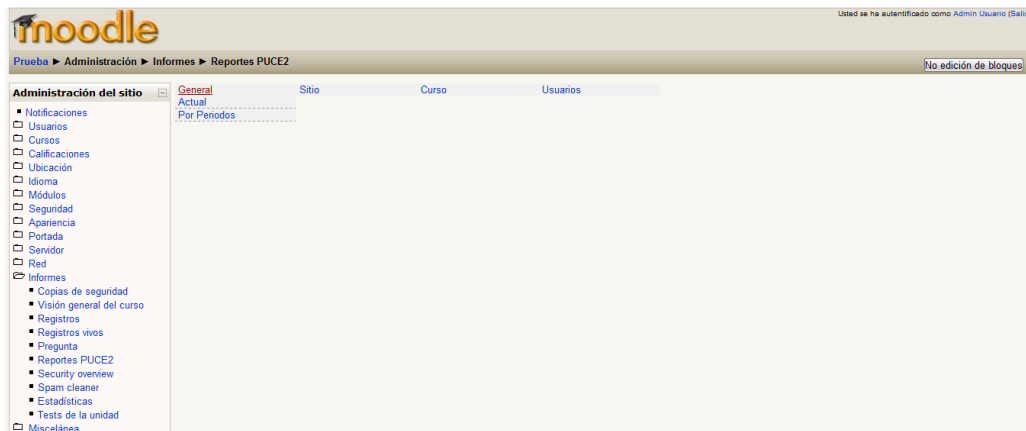 moodle
Usted se ha autentificado como Admin Usuario (Sali
Prueba ► Administración ► Informes ► Reportes PUCE2
No edición de bloques
Administración del sitio
Notificaciones
Usuarios
Cursos
Calificaciones
Ubicación
Idioma
Módulos
Seguridad
Apariencia
Portada
Servidor
Red
Informes
Copias de seguridad
Visión general del curso
Registros
Registros vivos
Pregunta
Reportes PUCE2
Security overview
Spam cleaner
Estadísticas
Tests de la unidad
Miscelánea
General Sitio Curso Usuarios
Actual
Por Periodos